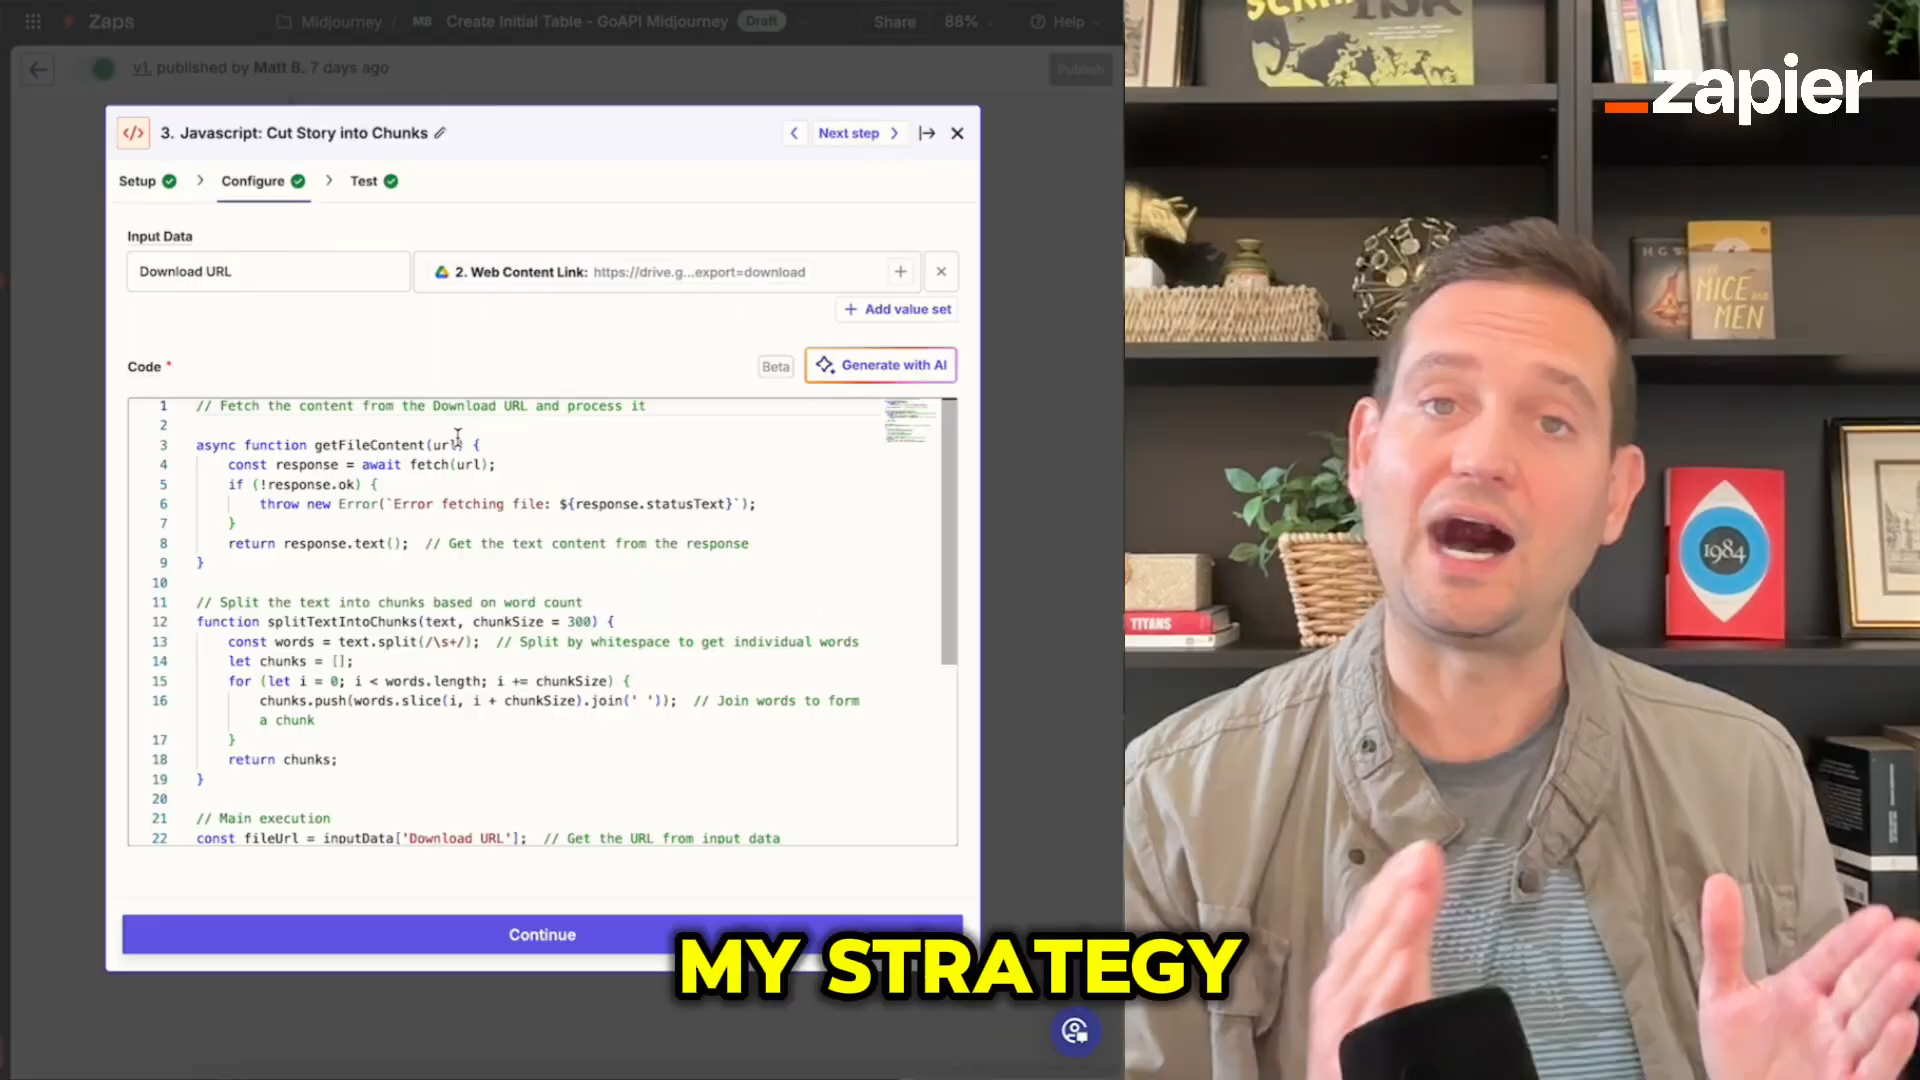 Zaps
Midjourney / MB Create Initial Table - GoAPI Midjourney Draft
Share 88% Help
v1, published by Matt B. 7 days ago
Publish
3. Javascript: Cut Story into Chunks
Next step
Setup > Configure > Test
Input Data
Download URL
2. Web Content Link: https://drive.g...export=download
+ Add value set
Code *
Beta
Generate with AI
1 // Fetch the content from the Download URL and process it
2
3 async function getFileContent(url) {
4 const response = await fetch(url);
5 if (!response.ok) {
6 throw new Error(`Error fetching file: ${response.statusText}`);
7 }
8 return response.text(); // Get the text content from the response
9 }
10
11 // Split the text into chunks based on word count
12 function splitTextIntoChunks(text, chunkSize = 300) {
13 const words = text.split(/\s+/); // Split by whitespace to get individual words
14 let chunks = [];
15 for (let i = 0; i < words.length; i += chunkSize) {
16 chunks.push(words.slice(i, i + chunkSize).join(' ')); // Join words to form
a chunk
17 }
18 return chunks;
19 }
20
21 // Main execution
22 const fileUrl = inputData['Download URL']; // Get the URL from input data
Continue
MY STRATEGY
_zapier
INK
H G
MICE AND
MEN
1984
TITANS